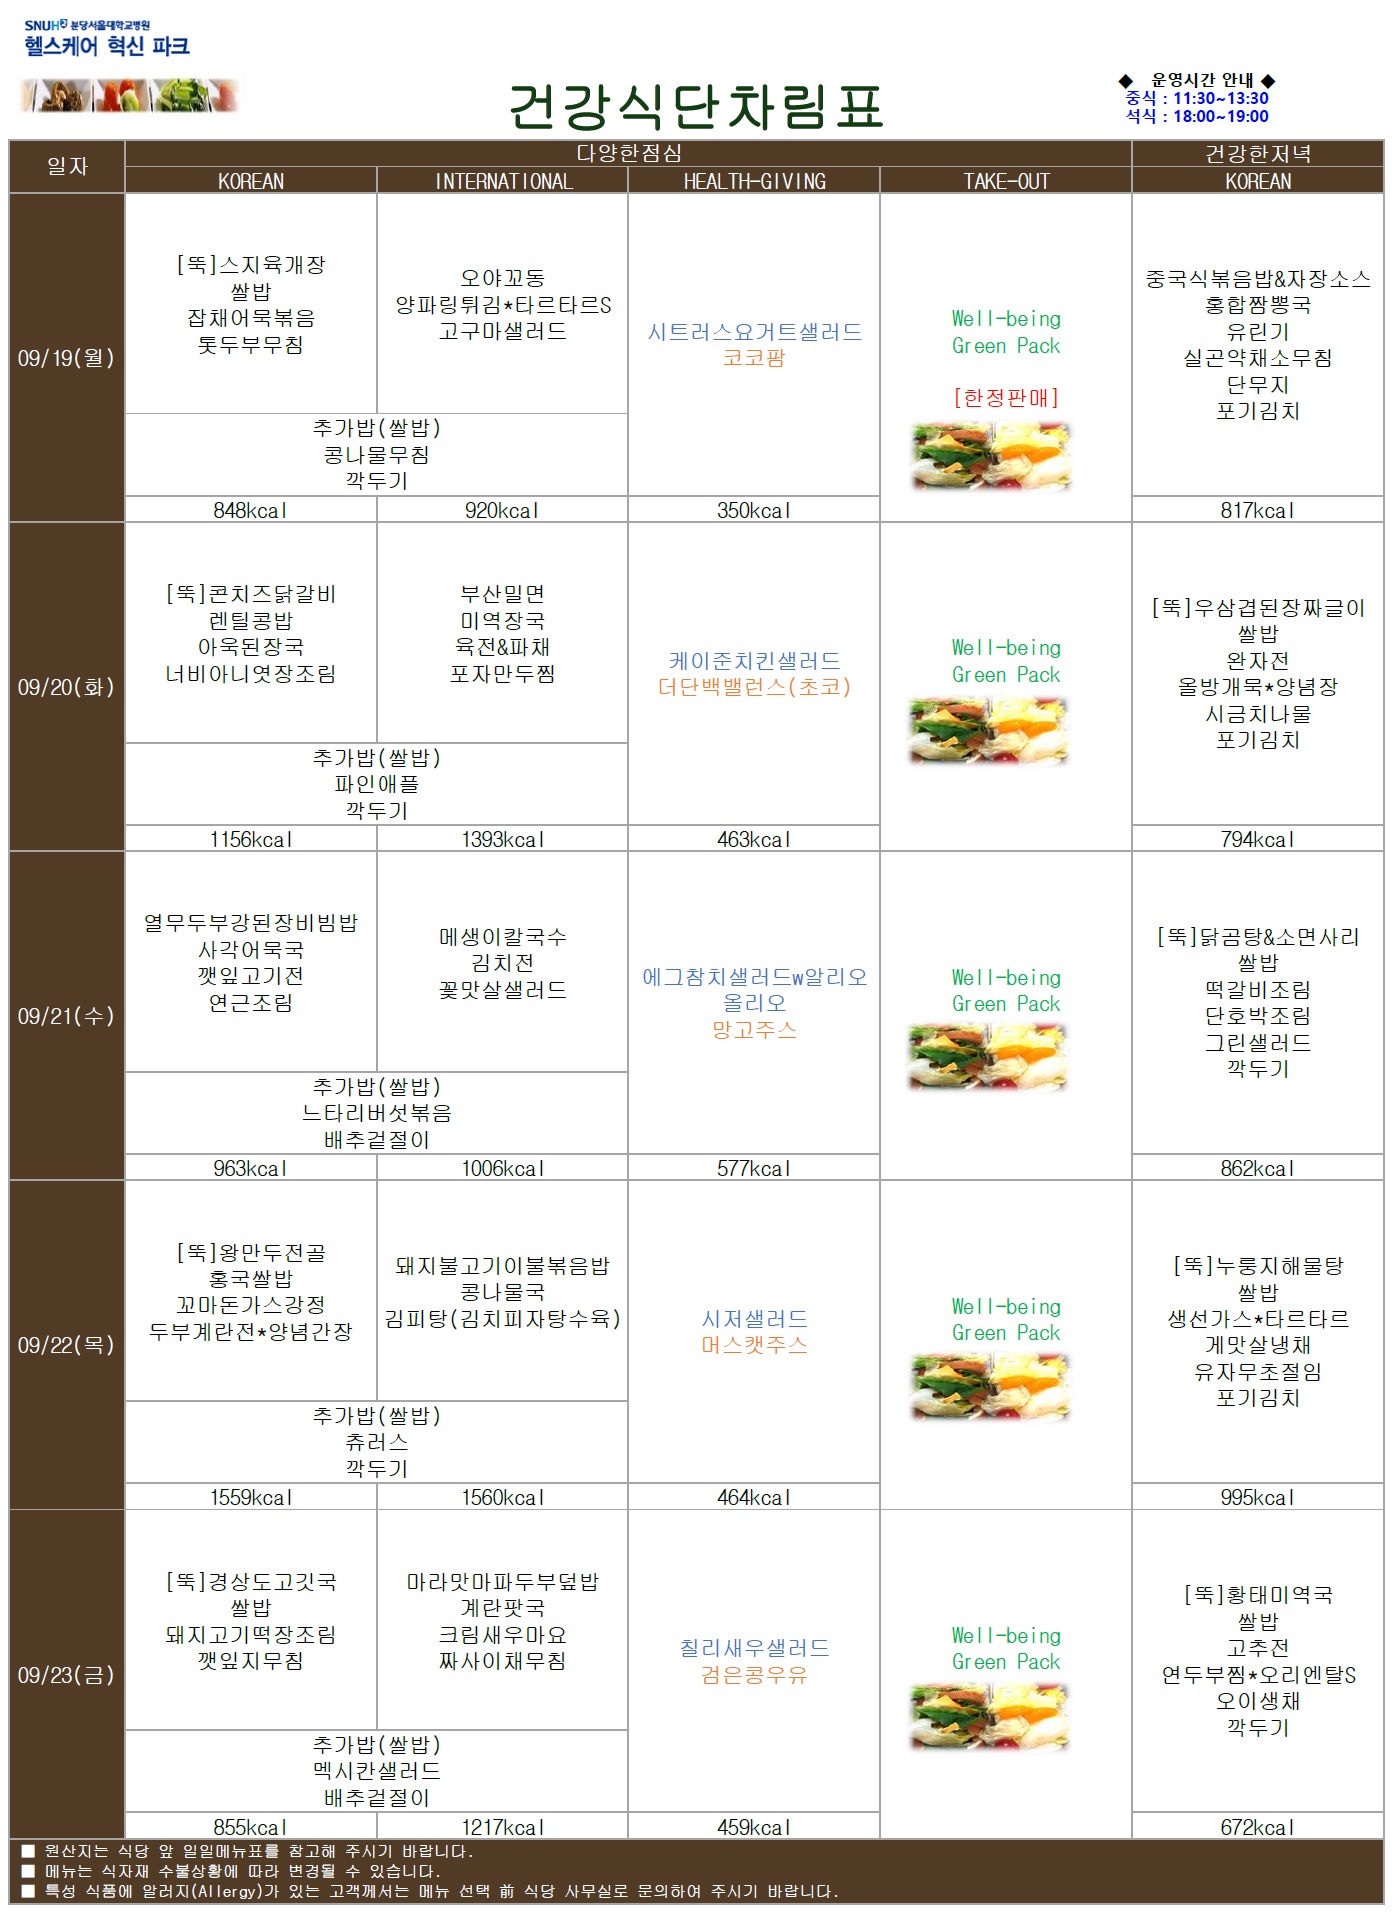 SNUH 분당서울대학교병원
헬스케어 혁신 파크
건강식단차림표
◆ 운영시간 안내 ◆
중식 : 11:30~13:30
석식 : 18:00~19:00
일자
다양한점심
건강한저녁
KOREAN
INTERNATIONAL
HEALTH-GIVING
TAKE-OUT
KOREAN
09/19(월)
[뚝]스지육개장
쌀밥
잡채어묵볶음
톳두부무침
오야꼬동
양파링튀김*타르타르S
고구마샐러드
추가밥(쌀밥)
콩나물무침
깍두기
시트러스요거트샐러드
코코팜
Well-being
Green Pack
[한정판매]
중국식볶음밥&자장소스
홍합짬뽕국
유린기
실곤약채소무침
단무지
포기김치
848kcal
920kcal
350kcal
817kcal
09/20(화)
[뚝]콘치즈닭갈비
렌틸콩밥
아욱된장국
너비아니엿장조림
부산밀면
미역장국
육전&파채
포자만두찜
추가밥(쌀밥)
파인애플
깍두기
케이준치킨샐러드
더단백밸런스(초코)
Well-being
Green Pack
[뚝]우삼겹된장짜글이
쌀밥
완자전
올방개묵*양념장
시금치나물
포기김치
1156kcal
1393kcal
463kcal
794kcal
09/21(수)
열무두부강된장비빔밥
사각어묵국
깻잎고기전
연근조림
메생이칼국수
김치전
꽃맛살샐러드
추가밥(쌀밥)
느타리버섯볶음
배추겉절이
에그참치샐러드w알리오
올리오
망고주스
Well-being
Green Pack
[뚝]닭곰탕&소면사리
쌀밥
떡갈비조림
단호박조림
그린샐러드
깍두기
963kcal
1006kcal
577kcal
862kcal
09/22(목)
[뚝]왕만두전골
홍국쌀밥
꼬마돈가스강정
두부계란전*양념간장
돼지불고기이불볶음밥
콩나물국
김피탕(김치피자탕수육)
추가밥(쌀밥)
츄러스
깍두기
시저샐러드
머스캣주스
Well-being
Green Pack
[뚝]누룽지해물탕
쌀밥
생선가스*타르타르
게맛살냉채
유자무초절임
포기김치
1559kcal
1560kcal
464kcal
995kcal
09/23(금)
[뚝]경상도고깃국
쌀밥
돼지고기떡장조림
깻잎지무침
마라맛마파두부덮밥
계란팟국
크림새우마요
짜사이채무침
추가밥(쌀밥)
멕시칸샐러드
배추겉절이
칠리새우샐러드
검은콩우유
Well-being
Green Pack
[뚝]황태미역국
쌀밥
고추전
연두부찜*오리엔탈S
오이생채
깍두기
855kcal
1217kcal
459kcal
672kcal
■ 원산지는 식당 앞 일일메뉴표를 참고해 주시기 바랍니다.
■ 메뉴는 식자재 수불상황에 따라 변경될 수 있습니다.
■ 특성 식품에 알러지(Allergy)가 있는 고객께서는 메뉴 선택 前 식당 사무실로 문의하여 주시기 바랍니다.